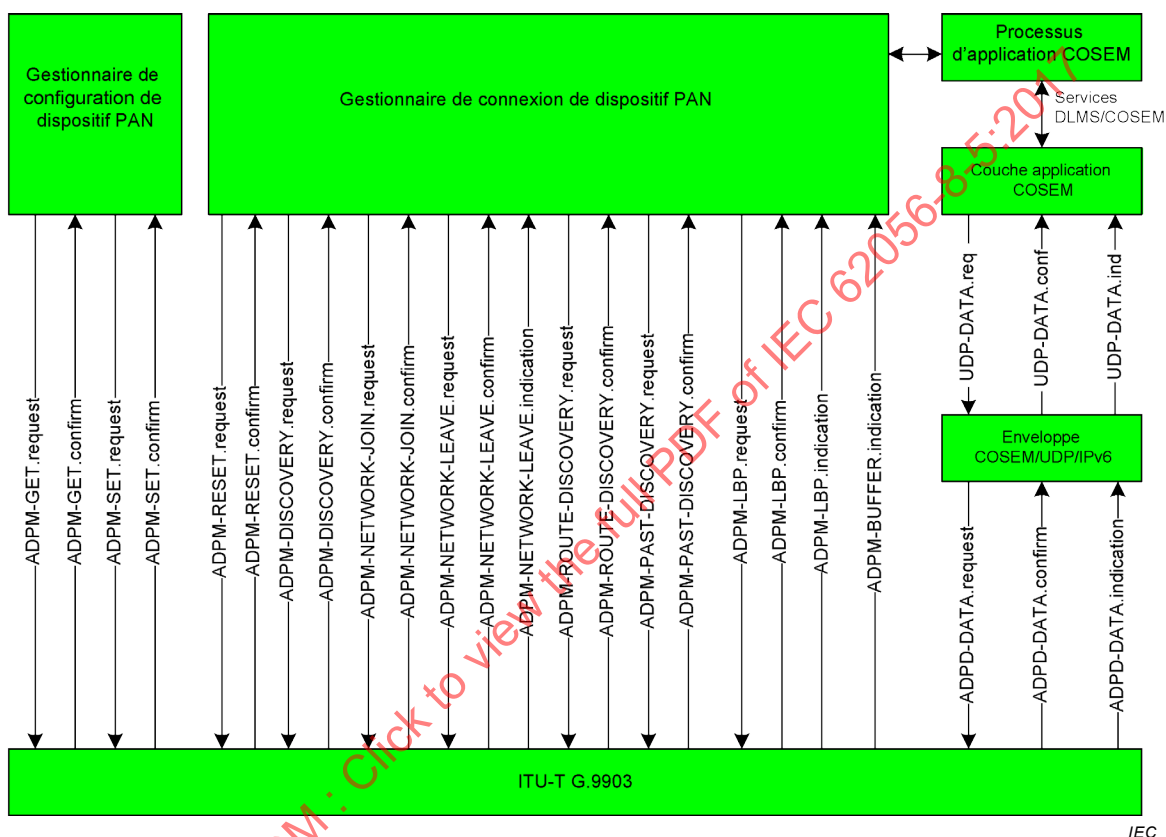 Gestionnaire de
configuration de
dispositif PAN
Gestionnaire de connexion de dispositif PAN
Processus
d'application COSEM
Services
DLMS/COSEM
Couche application
COSEM
UDP-DATA.req
UDP-DATA.conf
UDP-DATA.ind
Enveloppe
COSEM/UDP/IPv6
ADPM-GET.request
ADPM-GET.confirm
ADPM-SET.request
ADPM-SET.confirm
ADPM-RESET.request
ADPM-RESET.confirm
ADPM-DISCOVERY.request
ADPM-DISCOVERY.confirm
ADPM-NETWORK-JOIN.request
ADPM-NETWORK-JOIN.confirm
ADPM-NETWORK-LEAVE.request
ADPM-NETWORK-LEAVE.confirm
ADPM-NETWORK-LEAVE.indication
ADPM-ROUTE-DISCOVERY.request
ADPM-ROUTE-DISCOVERY.confirm
ADPM-PAST-DISCOVERY.request
ADPM-PAST-DISCOVERY.confirm
ADPM-LBP.request
ADPM-LBP.confirm
ADPM-LBP.indication
ADPM-BUFFER.indication
ADPD-DATA.request
ADPD-DATA.confirm
ADPD-DATA.indication
ITU-T G.9903
IEC
OM : Click to view the full PDF of IEC 62056-8-5:2017